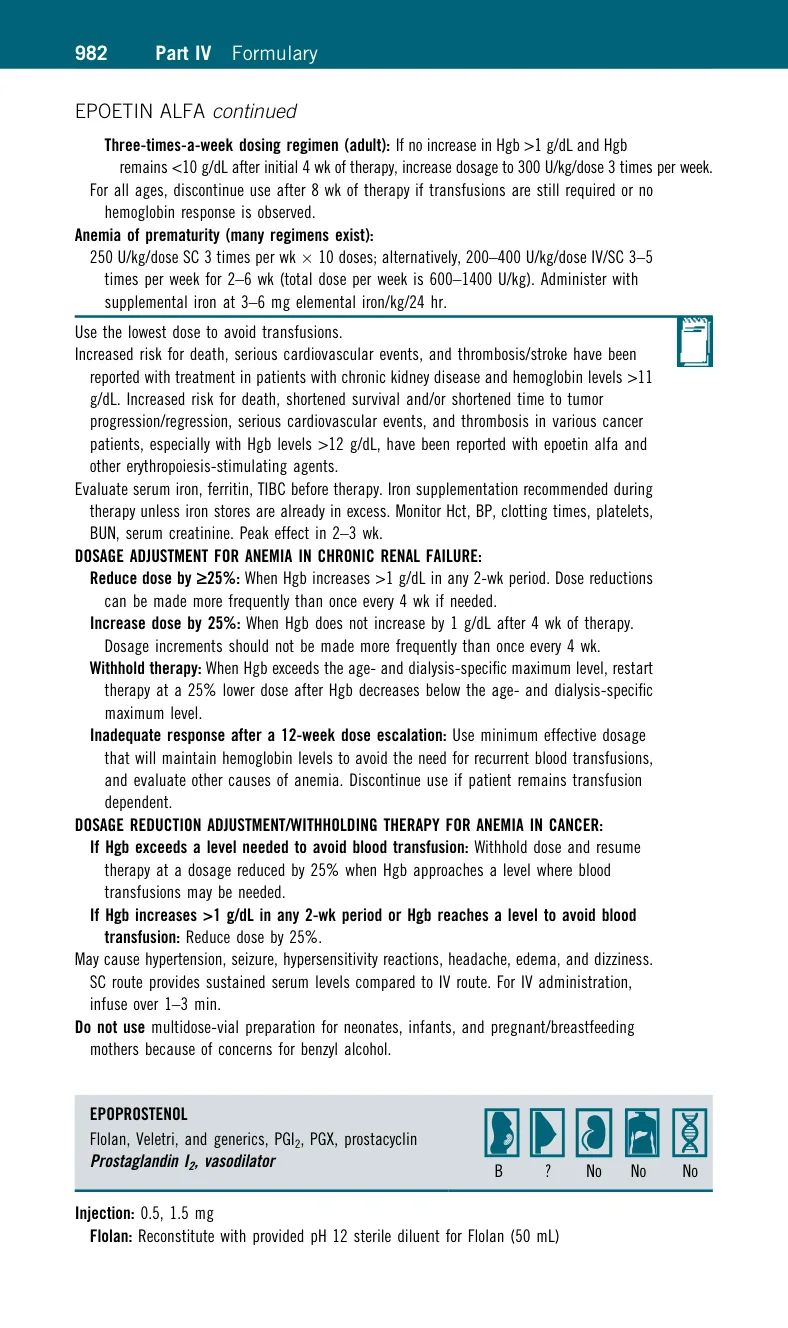 982 Part IV Formulary
EPOETIN ALFA continued
Three-times-a-week dosing regimen (adult): If no increase in Hgb >1 g/dL and Hgb
remains <10 g/dL after initial 4 wk of therapy, increase dosage to 300 U/kg/dose 3 times per week.
For all ages, discontinue use after 8 wk of therapy if transfusions are still required or no
hemoglobin response is observed.
Anemia of prematurity (many regimens exist):
250 U/kg/dose SC 3 times per wk × 10 doses; alternatively, 200–400 U/kg/dose IV/SC 3–5
times per week for 2–6 wk (total dose per week is 600–1400 U/kg). Administer with
supplemental iron at 3–6 mg elemental iron/kg/24 hr.
Use the lowest dose to avoid transfusions.
Increased risk for death, serious cardiovascular events, and thrombosis/stroke have been
reported with treatment in patients with chronic kidney disease and hemoglobin levels >11
g/dL. Increased risk for death, shortened survival and/or shortened time to tumor
progression/regression, serious cardiovascular events, and thrombosis in various cancer
patients, especially with Hgb levels >12 g/dL, have been reported with epoetin alfa and
other erythropoiesis-stimulating agents.
Evaluate serum iron, ferritin, TIBC before therapy. Iron supplementation recommended during
therapy unless iron stores are already in excess. Monitor Hct, BP, clotting times, platelets,
BUN, serum creatinine. Peak effect in 2–3 wk.
DOSAGE ADJUSTMENT FOR ANEMIA IN CHRONIC RENAL FAILURE:
Reduce dose by ≥25%: When Hgb increases >1 g/dL in any 2-wk period. Dose reductions
can be made more frequently than once every 4 wk if needed.
Increase dose by 25%: When Hgb does not increase by 1 g/dL after 4 wk of therapy.
Dosage increments should not be made more frequently than once every 4 wk.
Withhold therapy: When Hgb exceeds the age- and dialysis-specific maximum level, restart
therapy at a 25% lower dose after Hgb decreases below the age- and dialysis-specific
maximum level.
Inadequate response after a 12-week dose escalation: Use minimum effective dosage
that will maintain hemoglobin levels to avoid the need for recurrent blood transfusions,
and evaluate other causes of anemia. Discontinue use if patient remains transfusion
dependent.
DOSAGE REDUCTION ADJUSTMENT/WITHHOLDING THERAPY FOR ANEMIA IN CANCER:
If Hgb exceeds a level needed to avoid blood transfusion: Withhold dose and resume
therapy at a dosage reduced by 25% when Hgb approaches a level where blood
transfusions may be needed.
If Hgb increases >1 g/dL in any 2-wk period or Hgb reaches a level to avoid blood
transfusion: Reduce dose by 25%.
May cause hypertension, seizure, hypersensitivity reactions, headache, edema, and dizziness.
SC route provides sustained serum levels compared to IV route. For IV administration,
infuse over 1–3 min.
Do not use multidose-vial preparation for neonates, infants, and pregnant/breastfeeding
mothers because of concerns for benzyl alcohol.
EPOPROSTENOL
Flolan, Veletri, and generics, PGI₂, PGX, prostacyclin
Prostaglandin I₂, vasodilator
B ? No No No
Injection: 0.5, 1.5 mg
Flolan: Reconstitute with provided pH 12 sterile diluent for Flolan (50 mL)